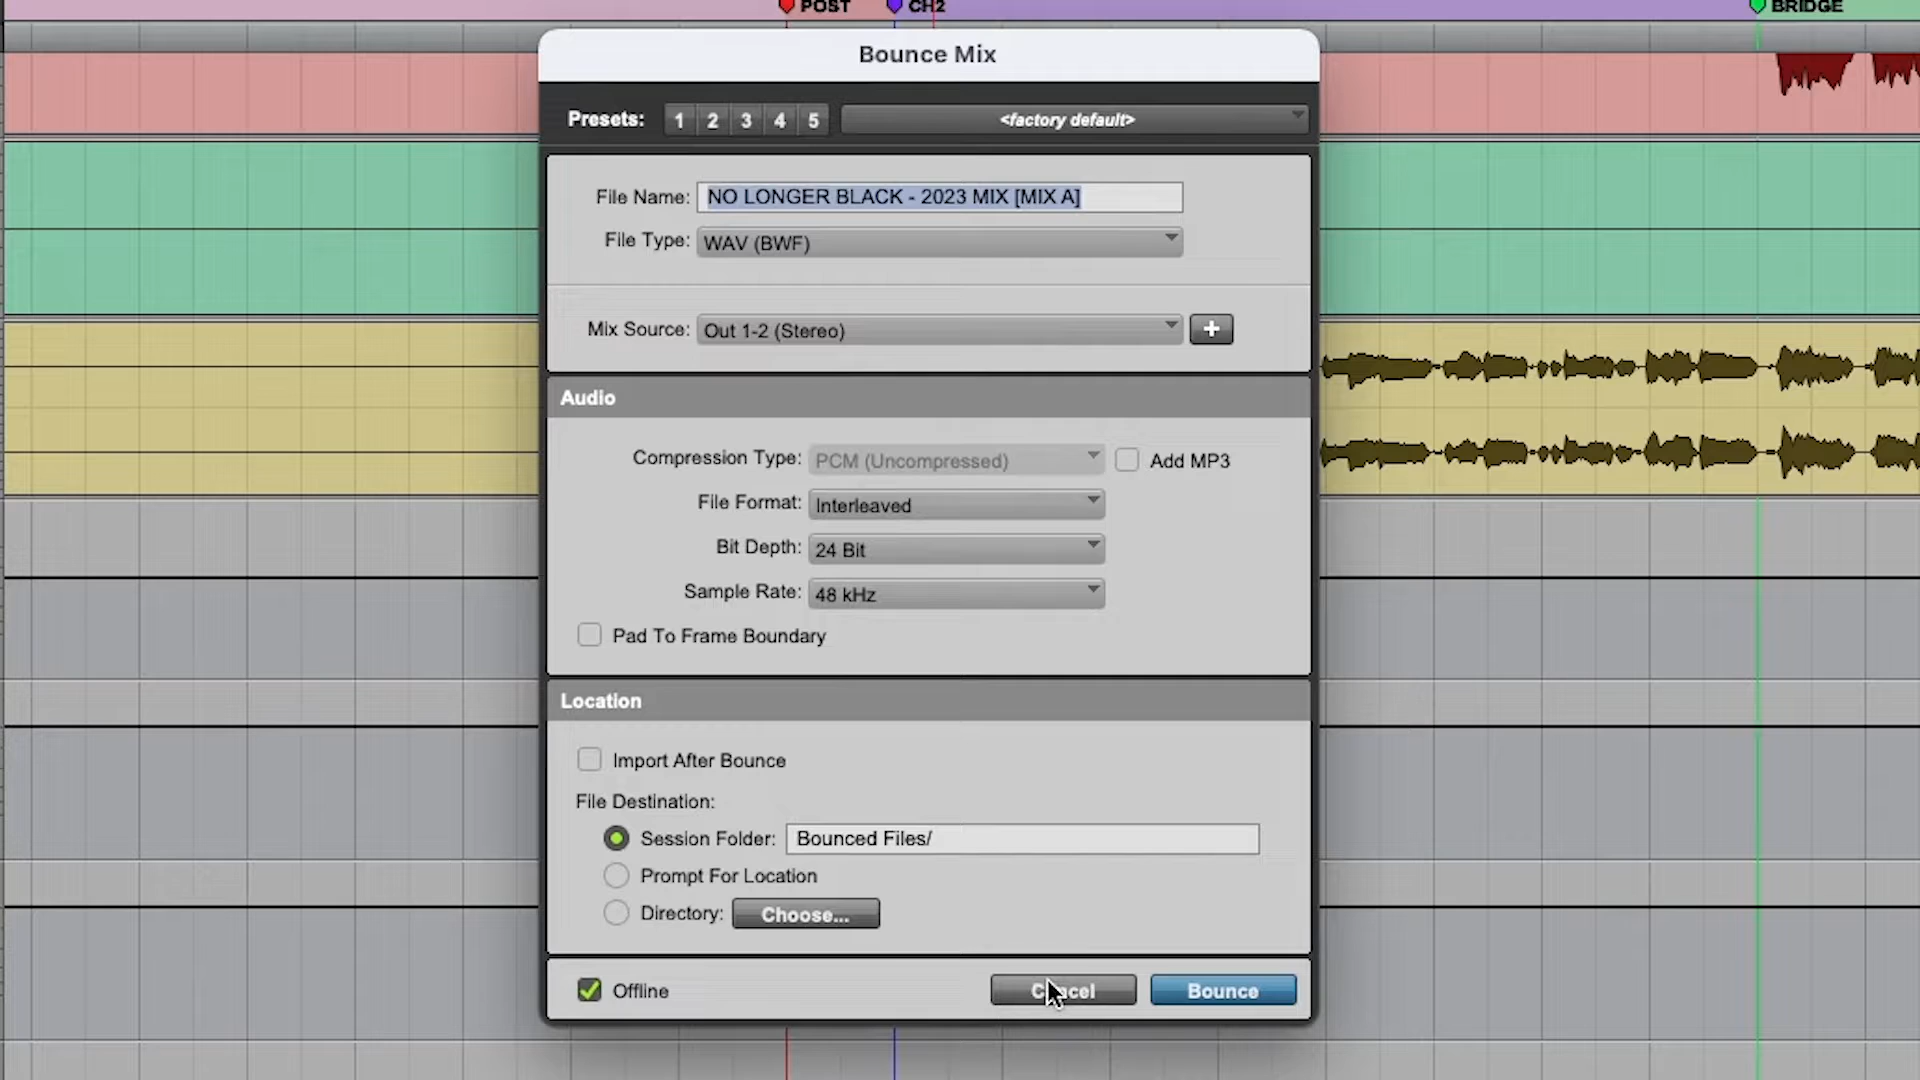 POST CH2 BRIDGE
Bounce Mix
Presets: 1 2 3 4 5 <factory default>
File Name: NO LONGER BLACK - 2023 MIX [MIX A]
File Type: WAV (BWF)
Mix Source: Out 1-2 (Stereo) +
Audio
Compression Type: PCM (Uncompressed) Add MP3
File Format: Interleaved
Bit Depth: 24 Bit
Sample Rate: 48 kHz
Pad To Frame Boundary
Location
Import After Bounce
File Destination:
Session Folder: Bounced Files/
Prompt For Location
Directory: Choose...
Offline Cancel Bounce